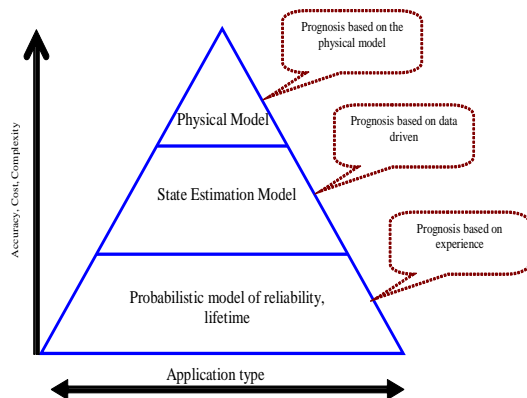 Prognosis based on the
physical model
Physical Model
Prognosis based on data
driven
State Estimation Model
Prognosis based on
experience
Probabilistic model of reliability,
lifetime
Accuracy, Cost, Complexity
Application type